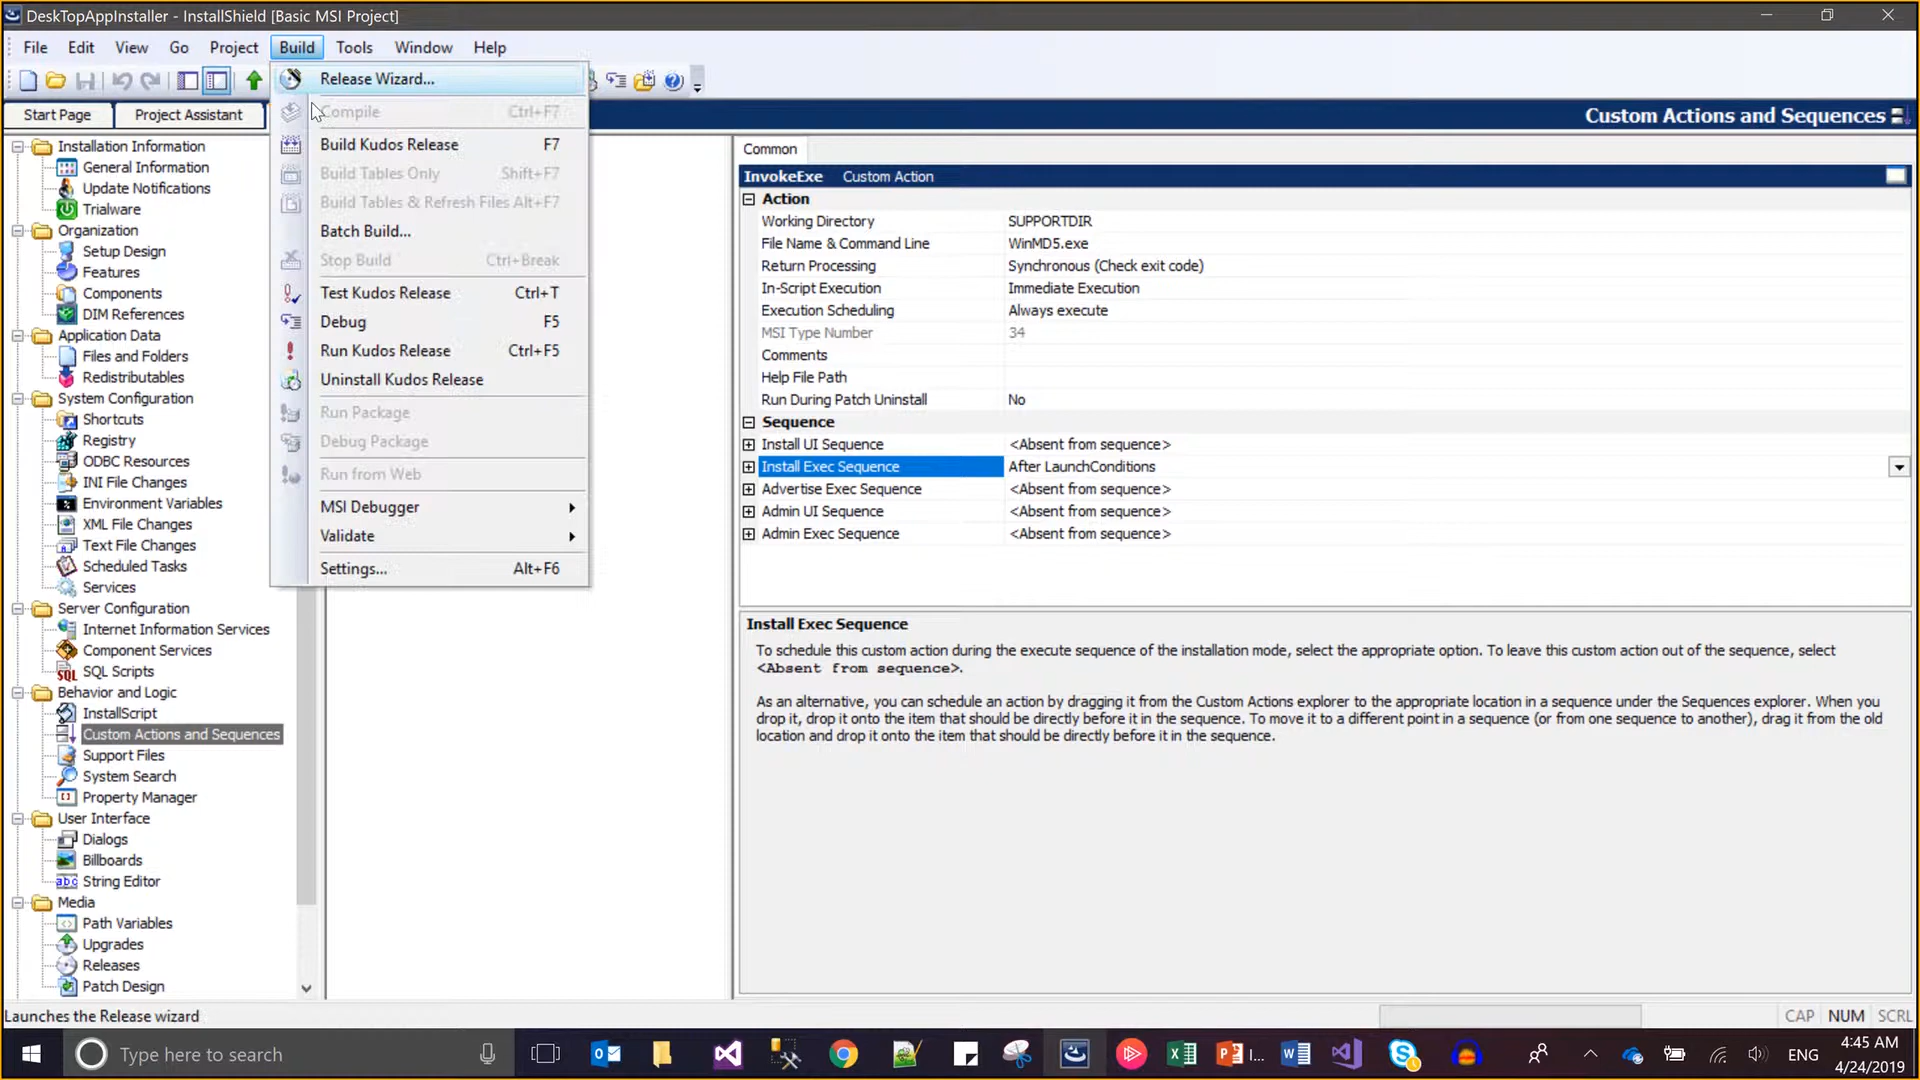 DeskTopAppInstaller - InstallShield [Basic MSI Project]
File Edit View Go Project Build Tools Window Help
Start Page Project Assistant
Custom Actions and Sequences
Release Wizard...
Compile Ctrl+F7
Build Kudos Release F7
Build Tables Only Shift+F7
Build Tables & Refresh Files Alt+F7
Batch Build...
Stop Build Ctrl+Break
Test Kudos Release Ctrl+T
Debug F5
Run Kudos Release Ctrl+F5
Uninstall Kudos Release
Run Package
Debug Package
Run from Web
MSI Debugger
Validate
Settings... Alt+F6
Installation Information
General Information
Update Notifications
Trialware
Organization
Setup Design
Features
Components
DIM References
Application Data
Files and Folders
Redistributables
System Configuration
Shortcuts
Registry
ODBC Resources
INI File Changes
Environment Variables
XML File Changes
Text File Changes
Scheduled Tasks
Services
Server Configuration
Internet Information Services
Component Services
SQL Scripts
Behavior and Logic
InstallScript
Custom Actions and Sequences
Support Files
System Search
Property Manager
User Interface
Dialogs
Billboards
String Editor
Media
Path Variables
Upgrades
Releases
Patch Design
Common
InvokeExe Custom Action
Action
Working Directory SUPPORTDIR
File Name & Command Line WinMD5.exe
Return Processing Synchronous (Check exit code)
In-Script Execution Immediate Execution
Execution Scheduling Always execute
MSI Type Number 34
Comments
Help File Path
Run During Patch Uninstall No
Sequence
Install UI Sequence <Absent from sequence>
Install Exec Sequence After LaunchConditions
Advertise Exec Sequence <Absent from sequence>
Admin UI Sequence <Absent from sequence>
Admin Exec Sequence <Absent from sequence>
Install Exec Sequence
To schedule this custom action during the execute sequence of the installation mode, select the appropriate option. To leave this custom action out of the sequence, select
<Absent from sequence>.
As an alternative, you can schedule an action by dragging it from the Custom Actions explorer to the appropriate location in a sequence under the Sequences explorer. When you
drop it, drop it onto the item that should be directly before it in the sequence. To move it to a different point in a sequence (or from one sequence to another), drag it from the old
location and drop it onto the item that should be directly before it in the sequence.
Launches the Release wizard
CAP NUM SCRL
Type here to search
I...
ENG
4:45 AM
4/24/2019